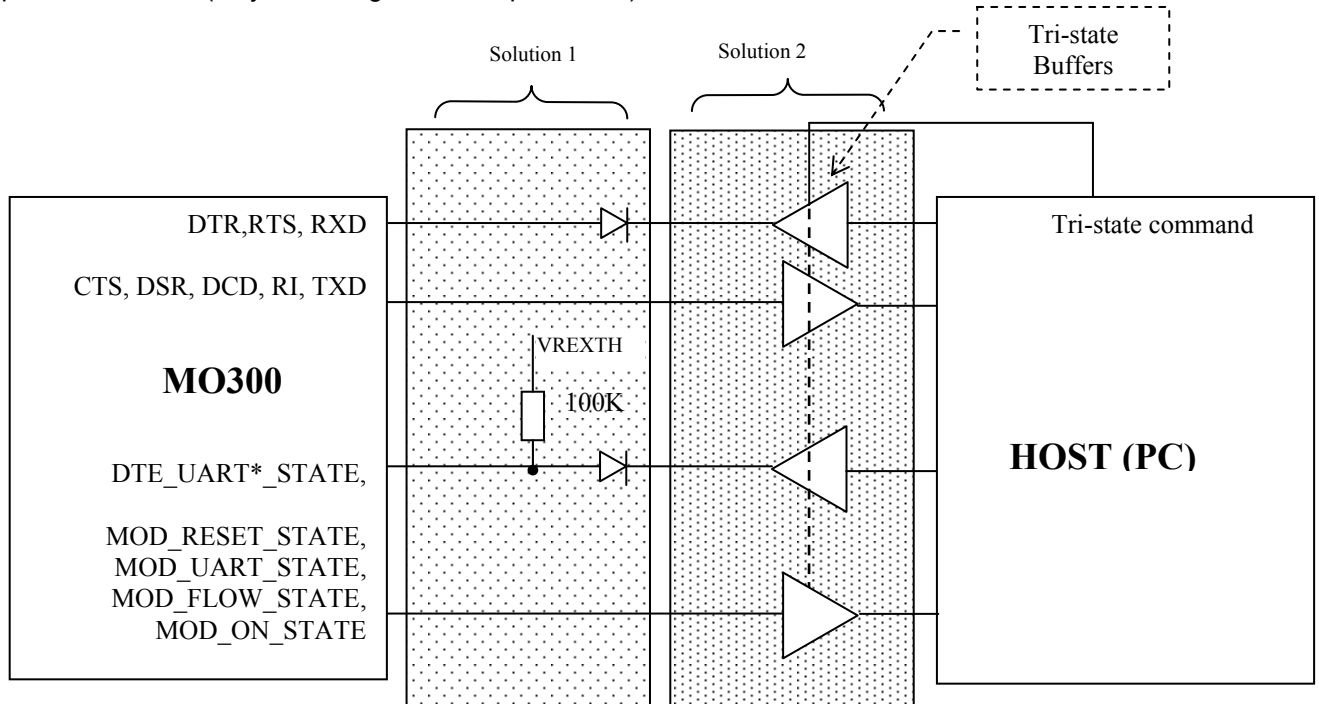 Tri-state
Buffers
Solution 1
Solution 2
DTR,RTS, RXD
Tri-state command
CTS, DSR, DCD, RI, TXD
VREXTH
MO300
100K
HOST (PC)
DTE_UART*_STATE,
MOD_RESET_STATE,
MOD_UART_STATE,
MOD_FLOW_STATE,
MOD_ON_STATE